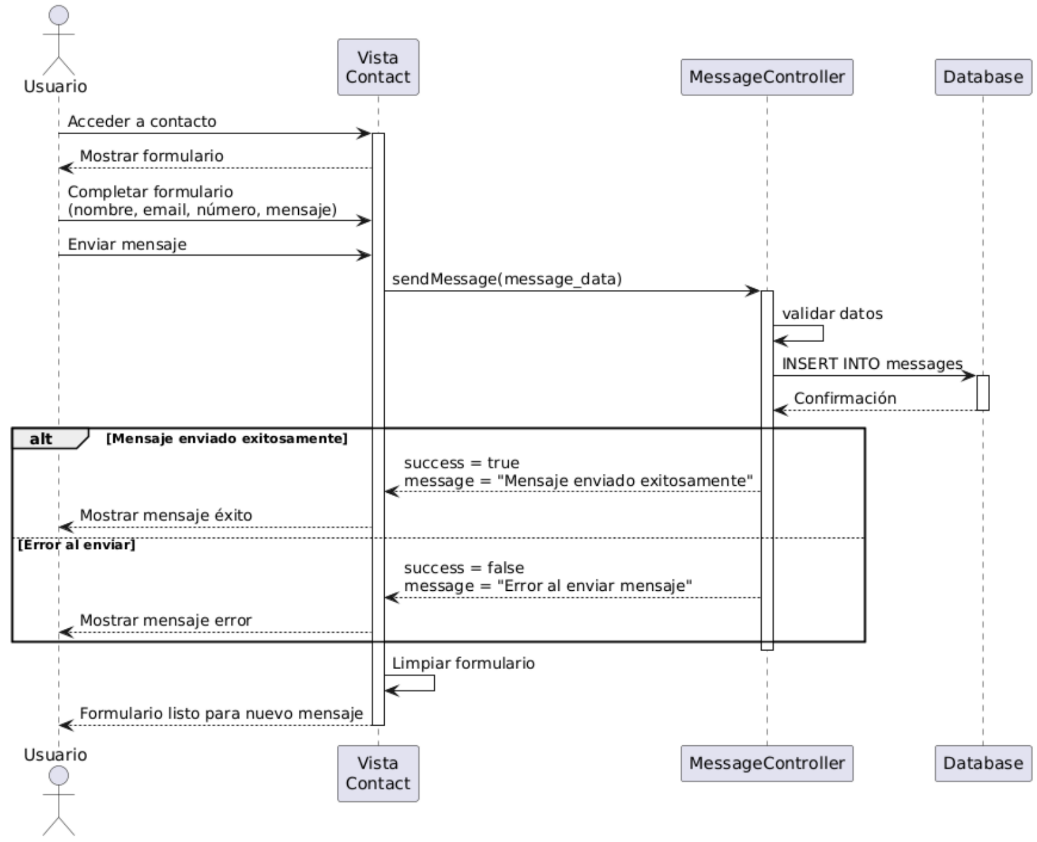 Usuario
Vista
Contact
MessageController
Database
Acceder a contacto
Mostrar formulario
Completar formulario
(nombre, email, número, mensaje)
Enviar mensaje
sendMessage(message_data)
validar datos
INSERT INTO messages
Confirmación
alt [Mensaje enviado exitosamente]
success = true
message = "Mensaje enviado exitosamente"
Mostrar mensaje éxito
[Error al enviar]
success = false
message = "Error al enviar mensaje"
Mostrar mensaje error
Limpiar formulario
Formulario listo para nuevo mensaje
Usuario
Vista
Contact
MessageController
Database